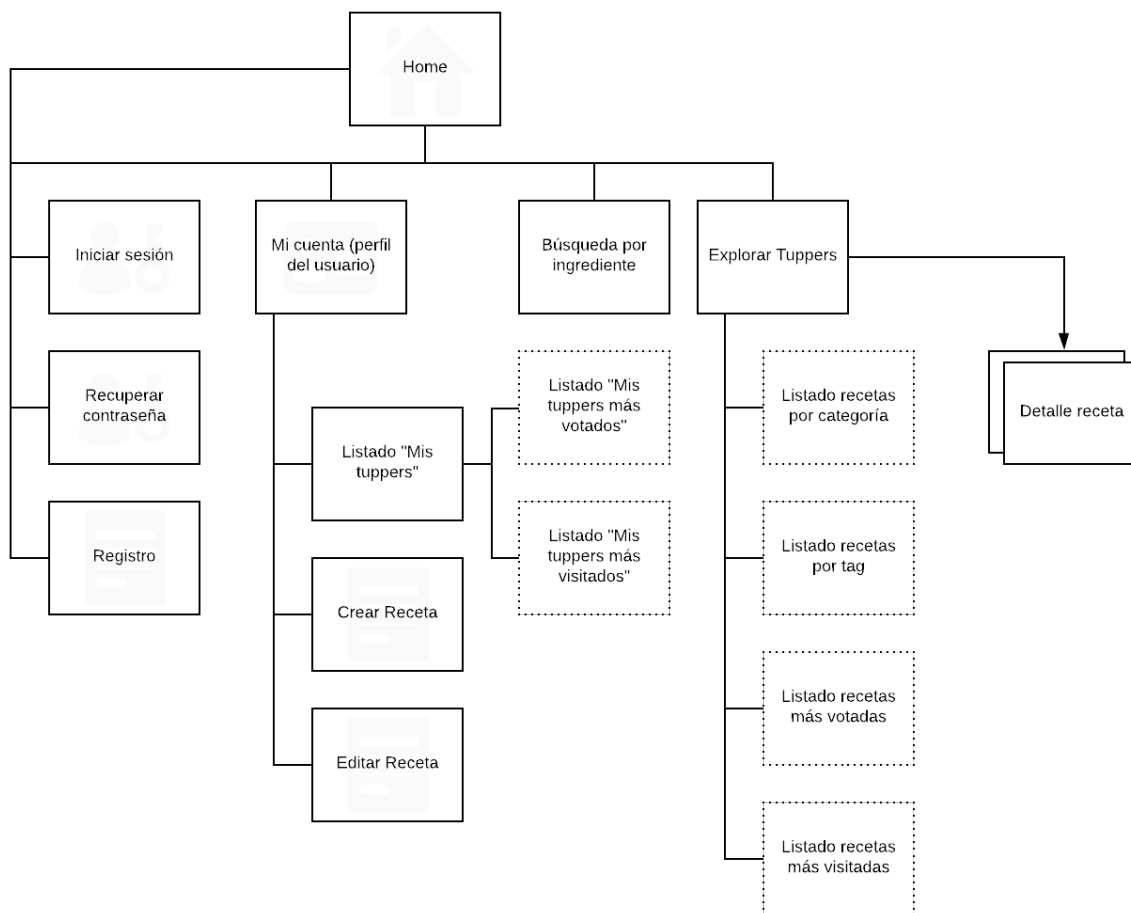 Home
Iniciar sesión
Mi cuenta (perfil
del usuario)
Búsqueda por
ingrediente
Explorar Tuppers
Recuperar
contraseña
Registro
Listado "Mis
tuppers"
Crear Receta
Editar Receta
Listado "Mis
tuppers más
votados"
Listado "Mis
tuppers más
visitados"
Listado recetas
por categoría
Listado recetas
por tag
Listado recetas
más votadas
Listado recetas
más visitadas
Detalle receta